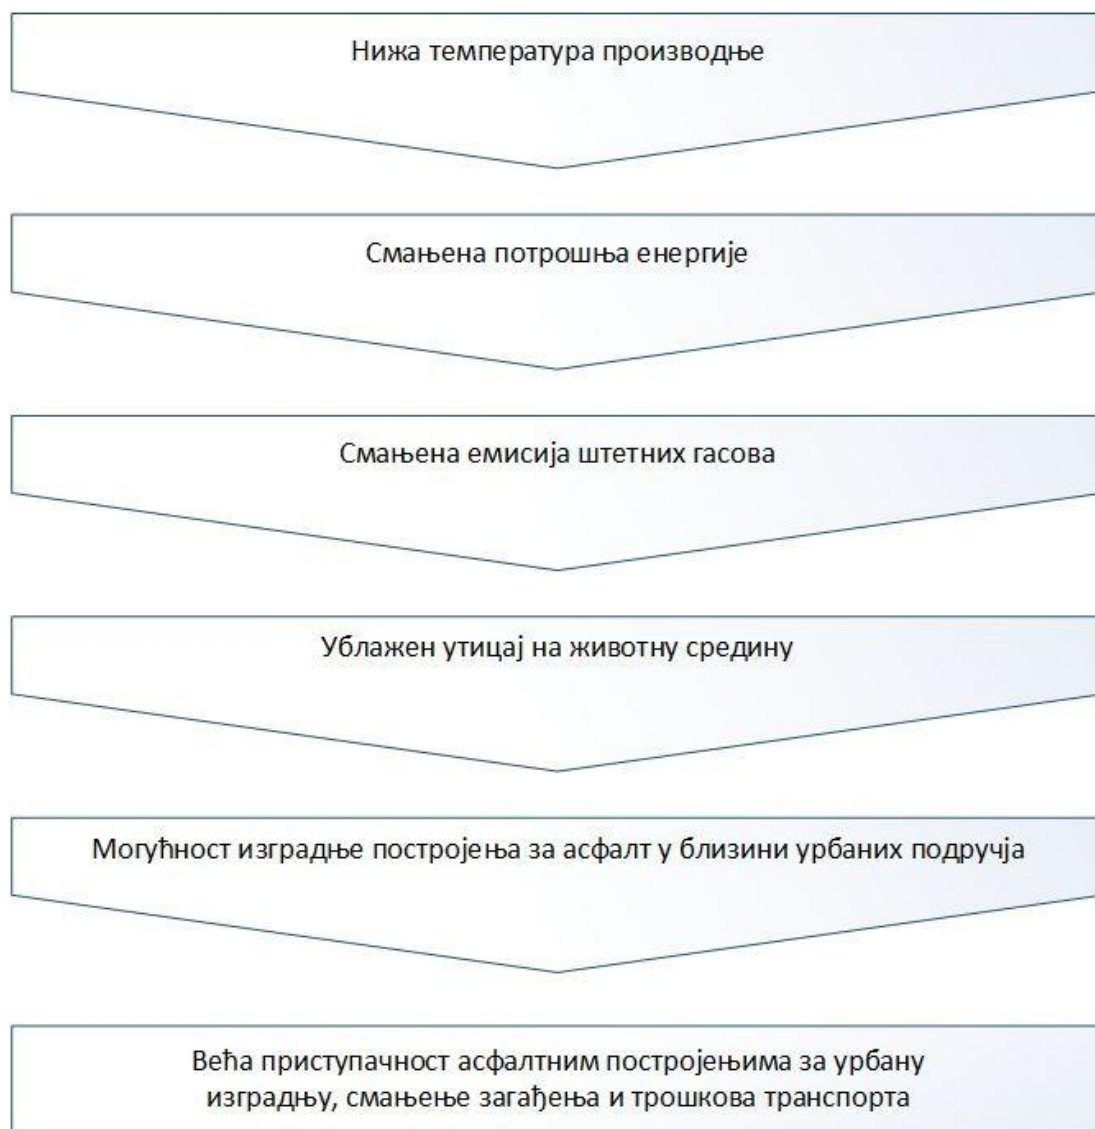 Нижа температура производње
Смањена потрошња енергије
Смањена емисија штетних гасова
Ублажен утицај на животну средину
Могућност изградње постројења за асфалт у близини урбаних подручја
Већа приступачност асфалтним постројењима за урбану
изградњу, смањење загађења и трошкова транспорта